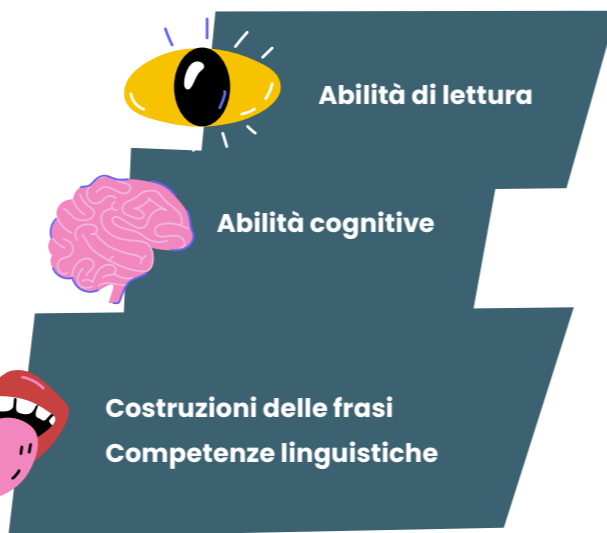 Abilità di lettura
Abilità cognitive
Costruzioni delle frasi
Competenze linguistiche